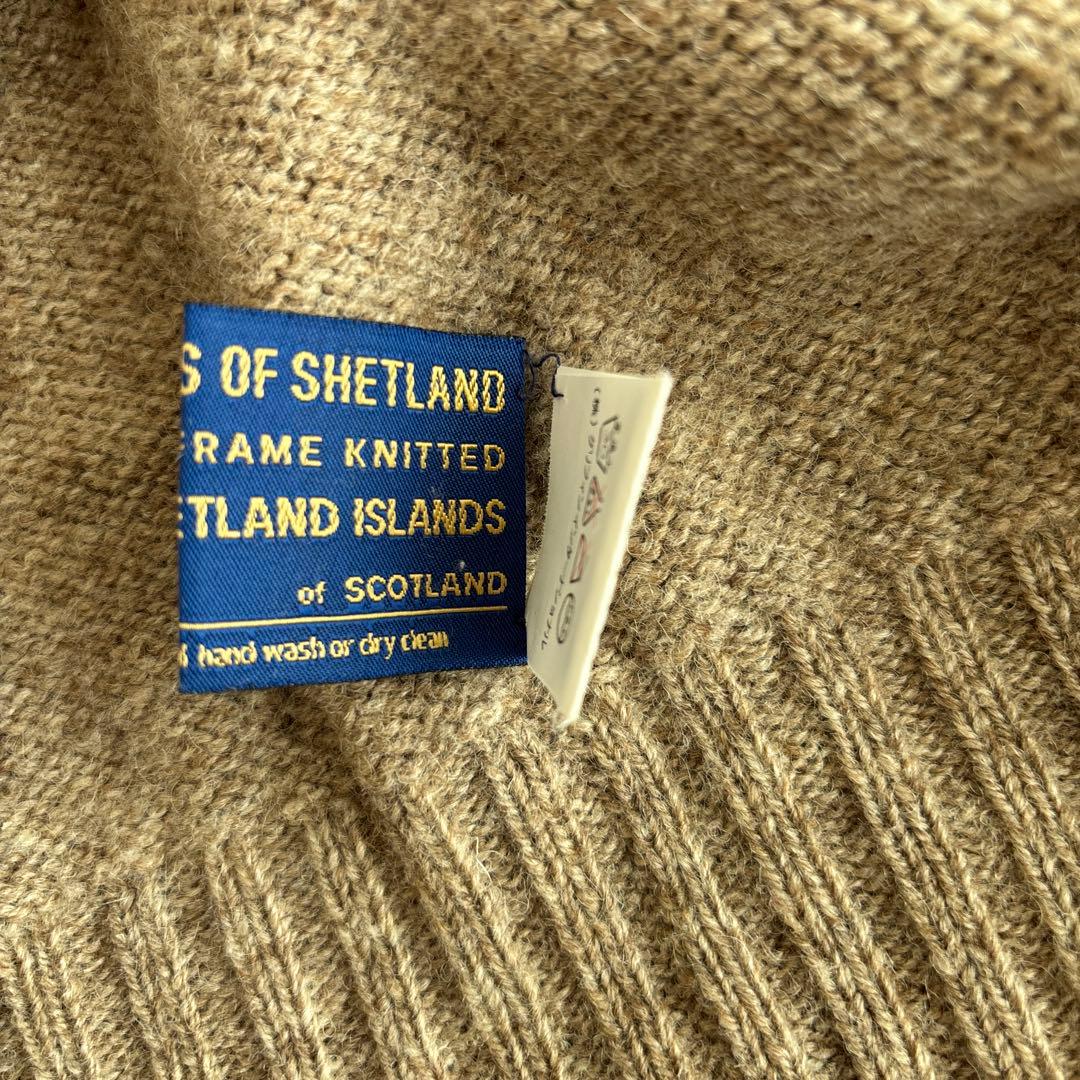 S OF SHETLAND
RAME KNITTED
ETLAND ISLANDS
of SCOTLAND
hand wash or dry clean